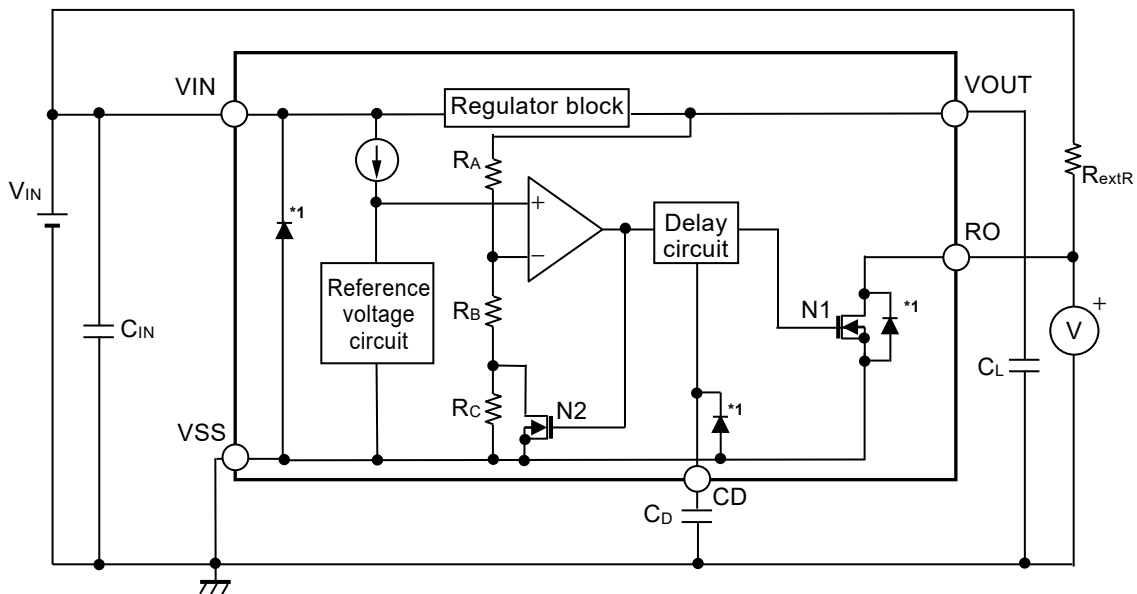 VIN
VOUT
Regulator block
RA
RextR
VIN
*1
+
−
Delay
circuit
RO
Reference
voltage
circuit
RB
N1
*1
+
V
CIN
CL
RC
N2
*1
VSS
CD
CD